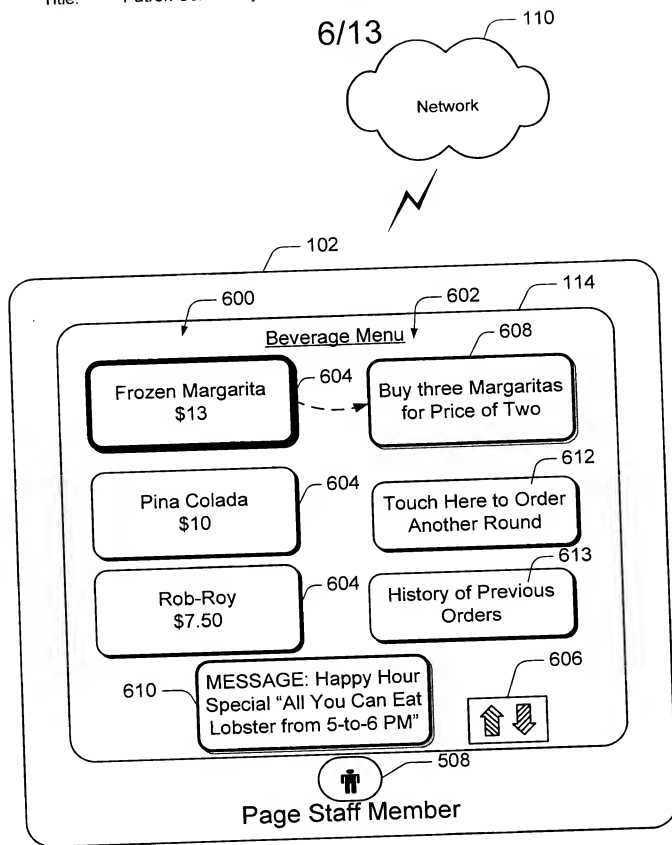 Title:
6/13
110
Network
102
600
602
114
Beverage Menu
608
Frozen Margarita
$13
604
Buy three Margaritas
for Price of Two
612
Pina Colada
$10
604
Touch Here to Order
Another Round
613
Rob-Roy
$7.50
604
History of Previous
Orders
606
610
MESSAGE: Happy Hour
Special “All You Can Eat
Lobster from 5-to-6 PM”
508
Page Staff Member